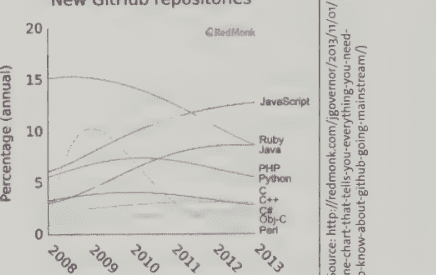 New GitHub repositories
©RedMonk
Percentage (annual)
20
15
10
5
0
JavaScript
Ruby
Java
PHP
Python
C
C++
C#
Obj-C
Perl
2008
2009
2010
2011
2012
2013
Source: http://redmonk.com/jgovernor/2013/11/01/
e-chart-that-tells-you-everything-you-need-
o-know-about-github-going-mainstream/)